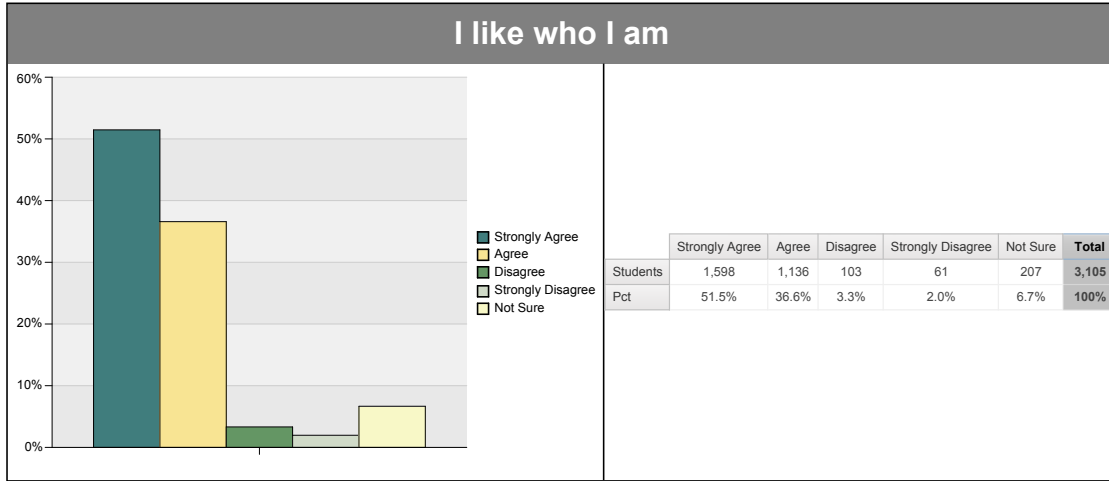 I like who I am
60%
50%
40%
30%
20%
10%
0%
Strongly Agree
Agree
Disagree
Strongly Disagree
Not Sure
Strongly Agree Agree Disagree Strongly Disagree Not Sure Total
Students 1,598 1,136 103 61 207 3,105
Pct 51.5% 36.6% 3.3% 2.0% 6.7% 100%